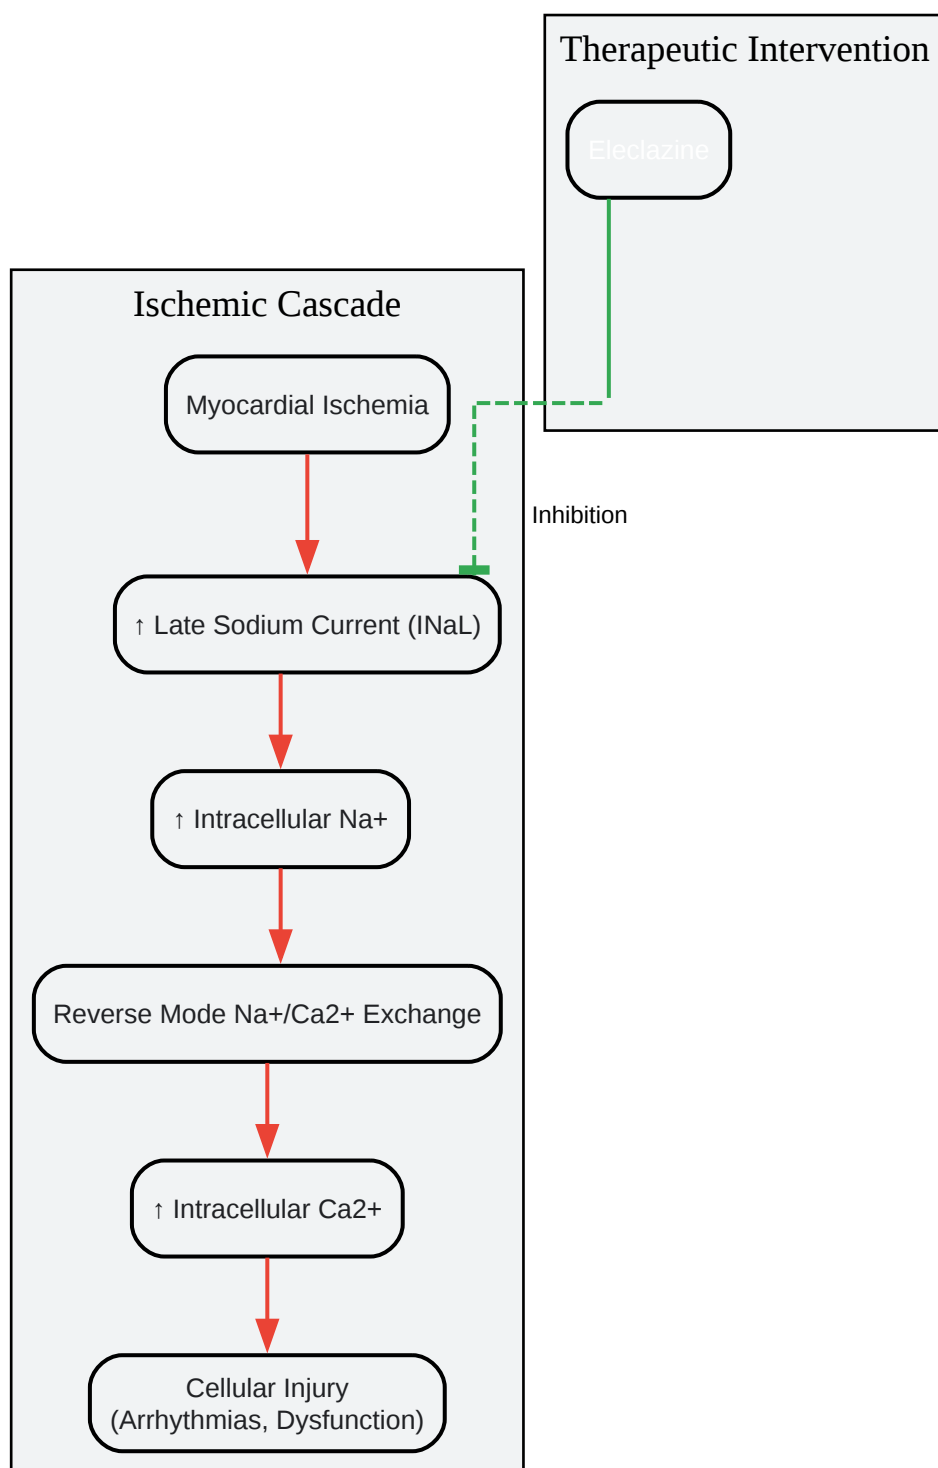 Therapeutic Intervention
Eleclazine
Ischemic Cascade
Myocardial Ischemia
Inhibition
↑ Late Sodium Current (INaL)
↑ Intracellular Na+
Reverse Mode Na+/Ca2+ Exchange
↑ Intracellular Ca2+
Cellular Injury
(Arrhythmias, Dysfunction)